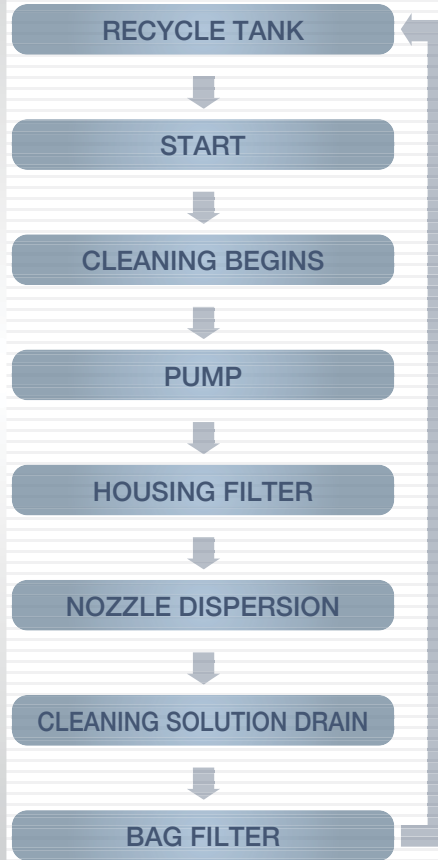 RECYCLE TANK
START
CLEANING BEGINS
PUMP
HOUSING FILTER
NOZZLE DISPERSION
CLEANING SOLUTION DRAIN
BAG FILTER